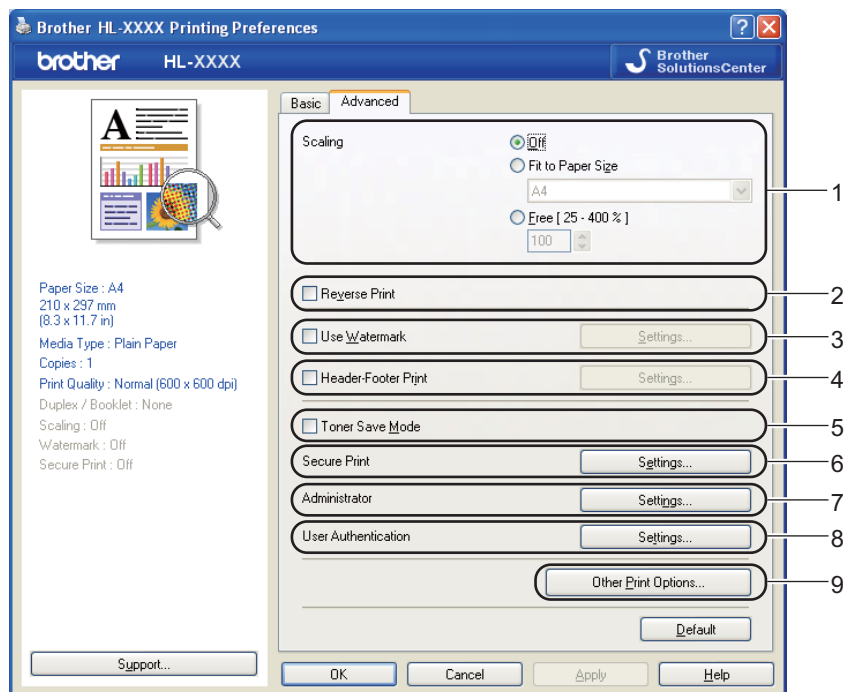 Brother HL-XXXX Printing Preferences
brother HL-XXXX
Brother
SolutionsCenter
A
Paper Size : A4
210 x 297 mm
(8.3 x 11.7 in)
Media Type : Plain Paper
Copies : 1
Print Quality : Normal (600 x 600 dpi)
Duplex / Booklet : None
Scaling : Off
Watermark : Off
Secure Print : Off
Support...
Basic Advanced
Scaling
Off
Fit to Paper Size
A4
Free [ 25 - 400 % ]
100
1
Reverse Print 2
Use Watermark Settings... 3
Header-Footer Print Settings... 4
Toner Save Mode 5
Secure Print Settings... 6
Administrator Settings... 7
User Authentication Settings... 8
Other Print Options... 9
Default
OK Cancel Apply Help